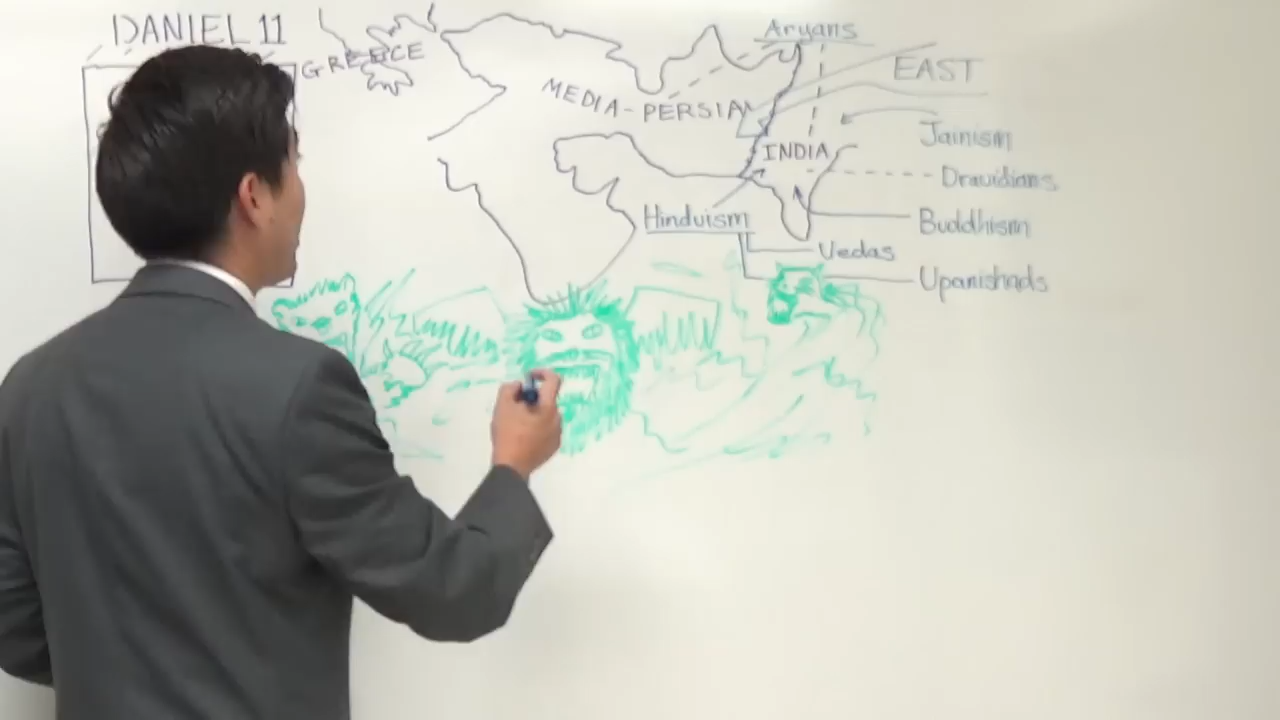 DANIEL 11
GREECE
Aryans
EAST
MEDIA-PERSIA
Jainism
INDIA
Dravidians
Hinduism
Buddhism
Vedas
Upanishads